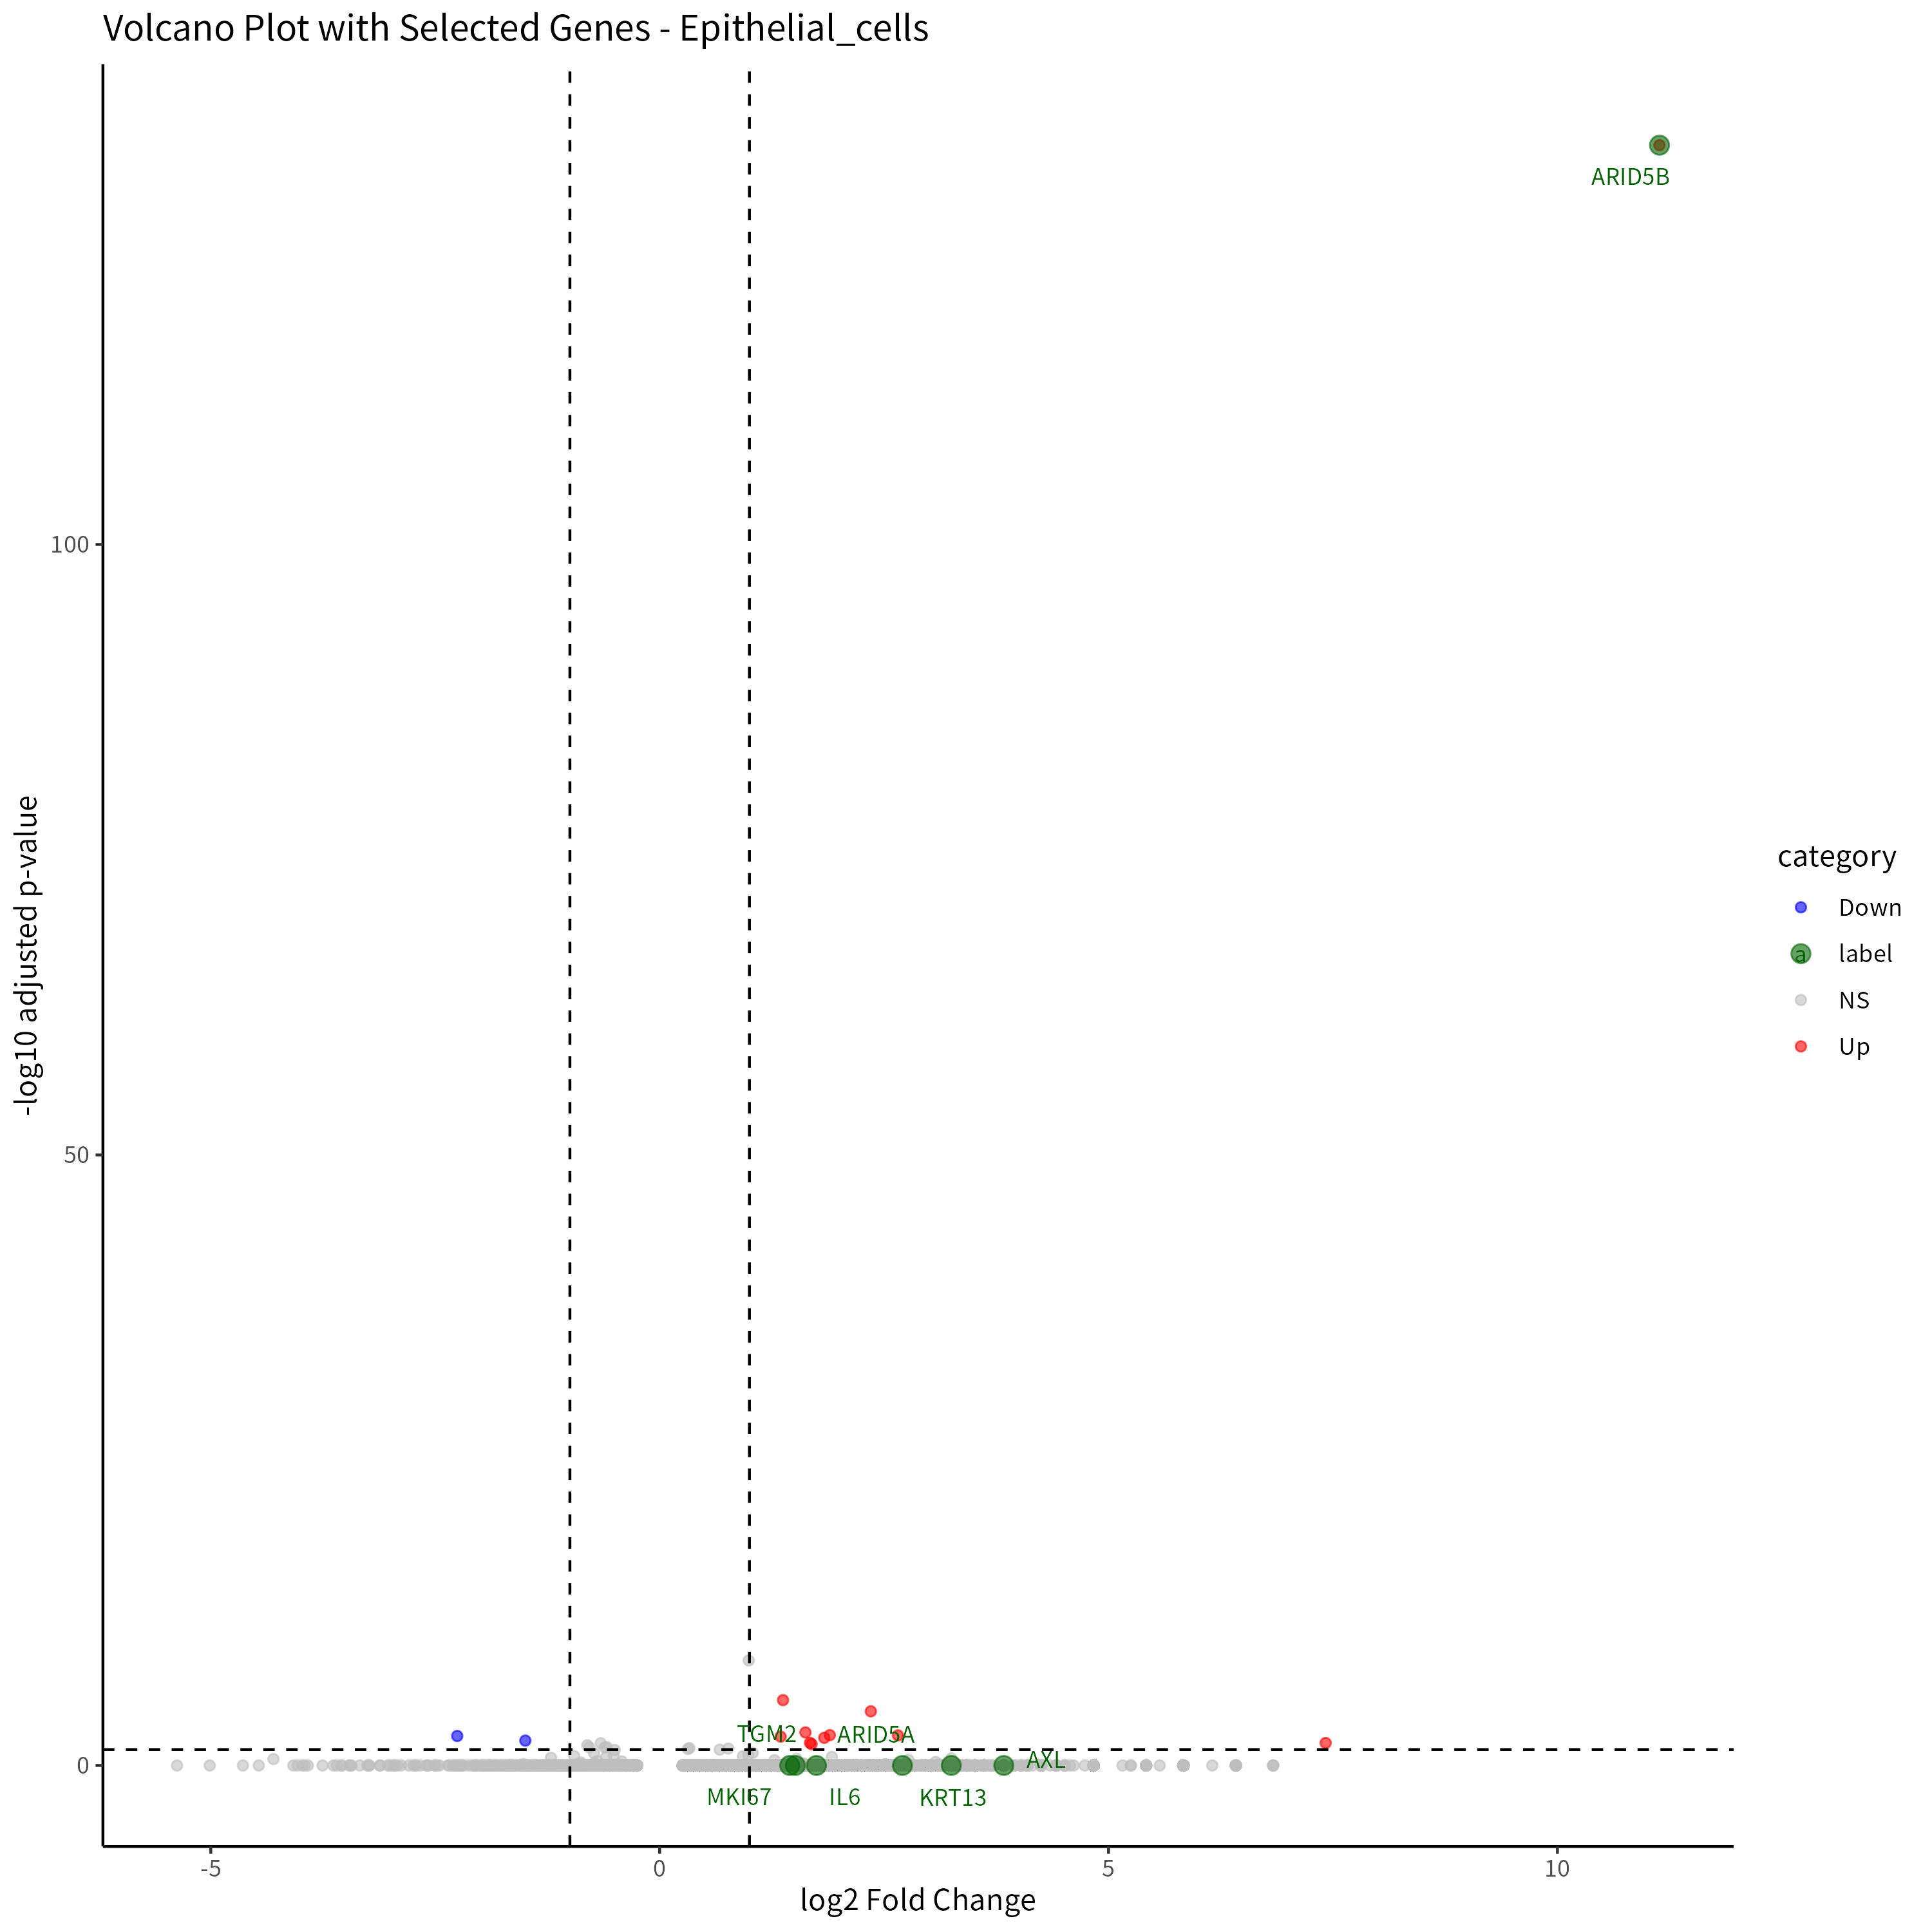 Volcano Plot with Selected Genes - Epithelial_cells
ARID5B
100
-log10 adjusted p-value
50
0
category
Down
a label
NS
Up
TGM2
ARID5A
AXL
MKI67
IL6
KRT13
-5
0
5
10
log2 Fold Change